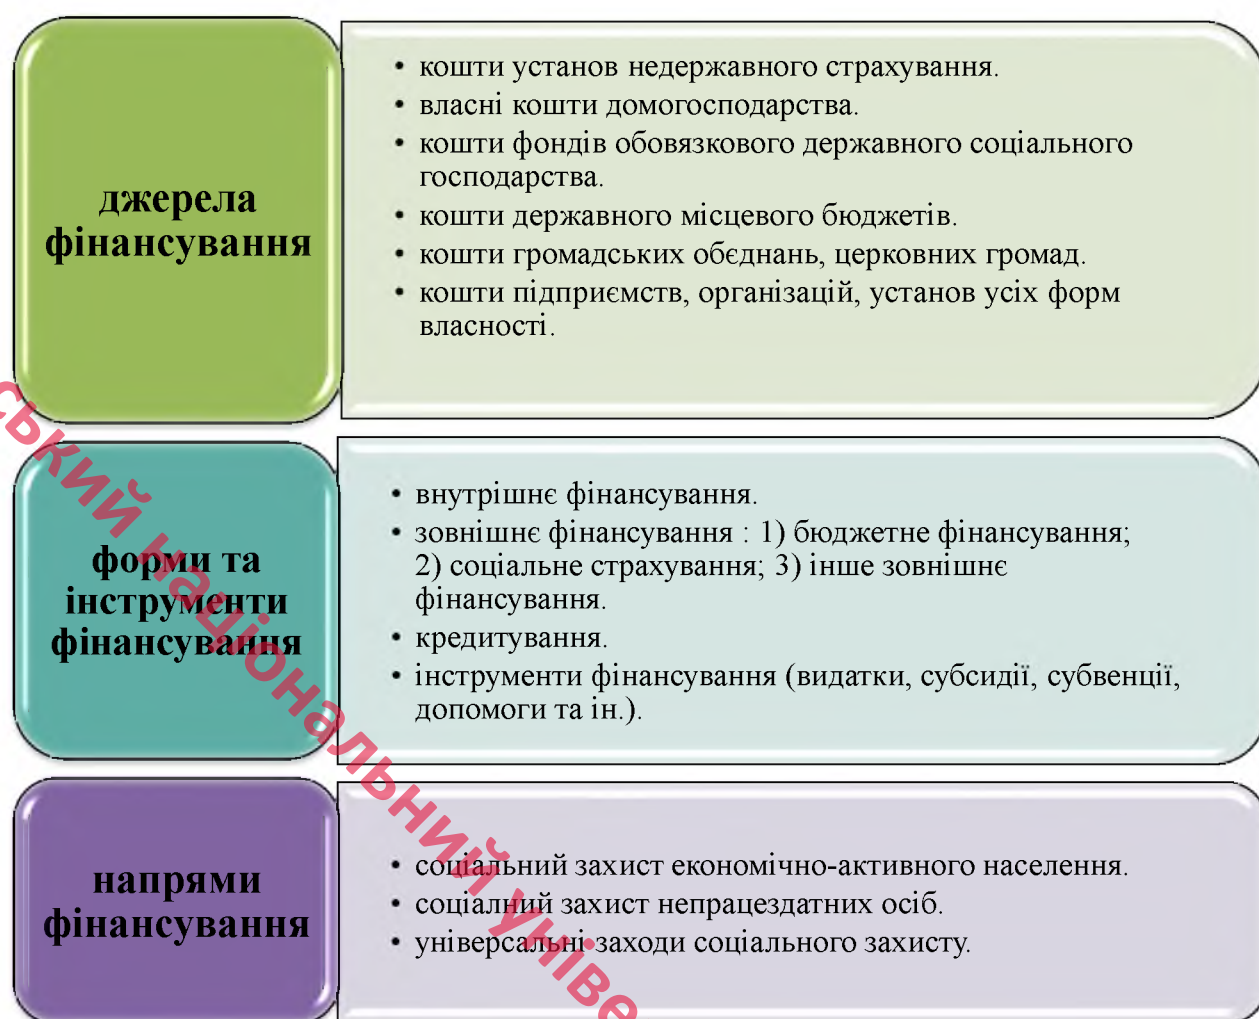 джерела
фінансування
• кошти установ недержавного страхування.
• власні кошти домогосподарства.
• кошти фондів обовязкового державного соціального
господарства.
• кошти державного місцевого бюджетів.
• кошти громадських обєднань, церковних громад.
• кошти підприємств, організацій, установ усіх форм
власності.
форми та
інструменти
фінансування
• внутрішнє фінансування.
• зовнішнє фінансування : 1) бюджетне фінансування;
2) соціальне страхування; 3) інше зовнішнє
фінансування.
• кредитування.
• інструменти фінансування (видатки, субсидії, субвенції,
допомоги та ін.).
напрями
фінансування
• соціальний захист економічно-активного населення.
• соціалний захист непрацездатних осіб.
• універсальні заходи соціального захисту.
ський національний уніве